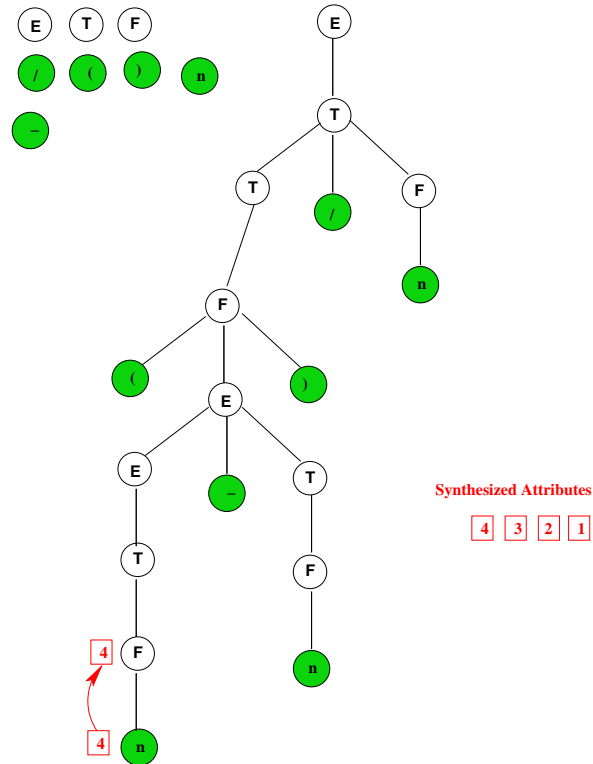 E T F
E
/ ( ) n
–
T
T / F
n
F
( )
E
E – T
Synthesized Attributes
4 3 2 1
T
F
4 F
n
4 n